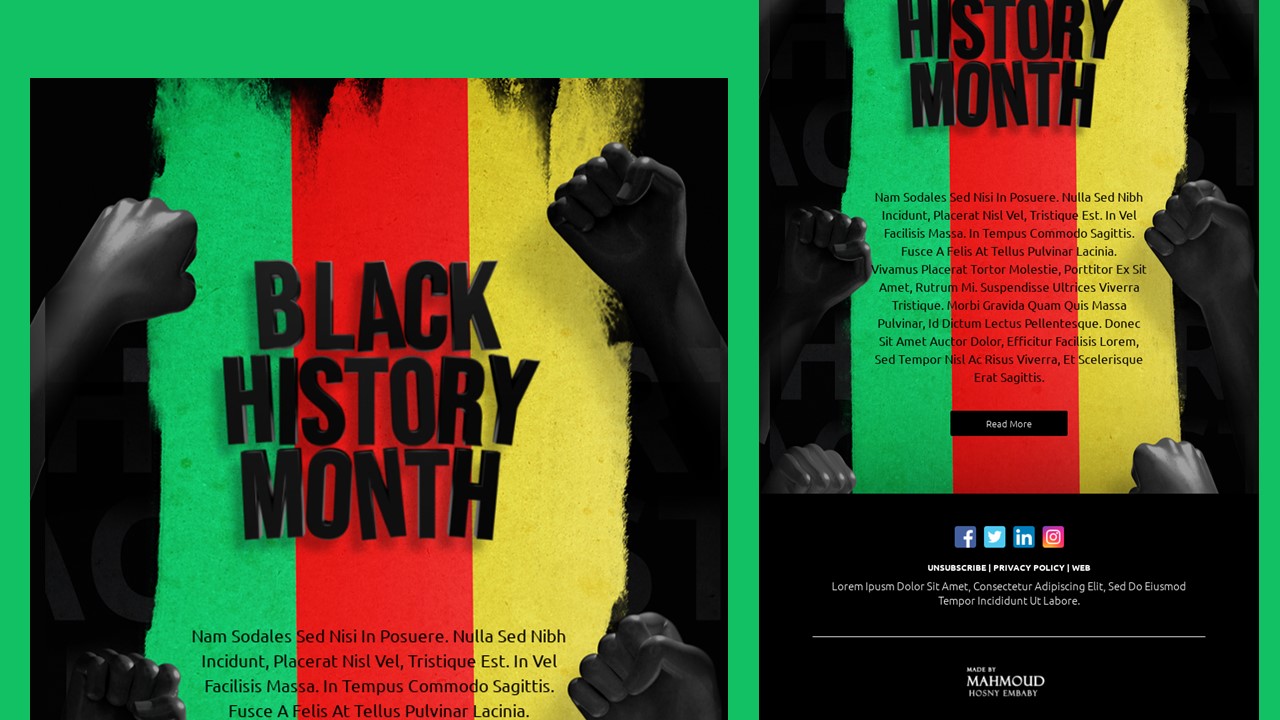 BLACK
HISTORY
MONTH
Nam Sodales Sed Nisi In Posuere. Nulla Sed Nibh
Incidunt, Placerat Nisl Vel, Tristique Est. In Vel
Facilisis Massa. In Tempus Commodo Sagittis.
Fusce A Felis At Tellus Pulvinar Lacinia.
HISTORY
MONTH
Nam Sodales Sed Nisi In Posuere. Nulla Sed Nibh
Incidunt, Placerat Nisl Vel, Tristique Est. In Vel
Facilisis Massa. In Tempus Commodo Sagittis.
Fusce A Felis At Tellus Pulvinar Lacinia.
Vivamus Placerat Tortor Molestie, Porttitor Ex Sit
Amet, Rutrum Mi. Suspendisse Ultrices Viverra
Tristique. Morbi Gravida Quam Quis Massa
Pulvinar, Id Dictum Lectus Pellentesque. Donec
Sit Amet Auctor Dolor, Efficitur Facilisis Lorem,
Sed Tempor Nisl Ac Risus Viverra, Et Scelerisque
Erat Sagittis.
Read More
UNSUBSCRIBE | PRIVACY POLICY | WEB
Lorem Ipusm Dolor Sit Amet, Consectetur Adipiscing Elit, Sed Do Eiusmod
Tempor Incididunt Ut Labore.
MADE BY
MAHMOUD
HOSNY EMBABY